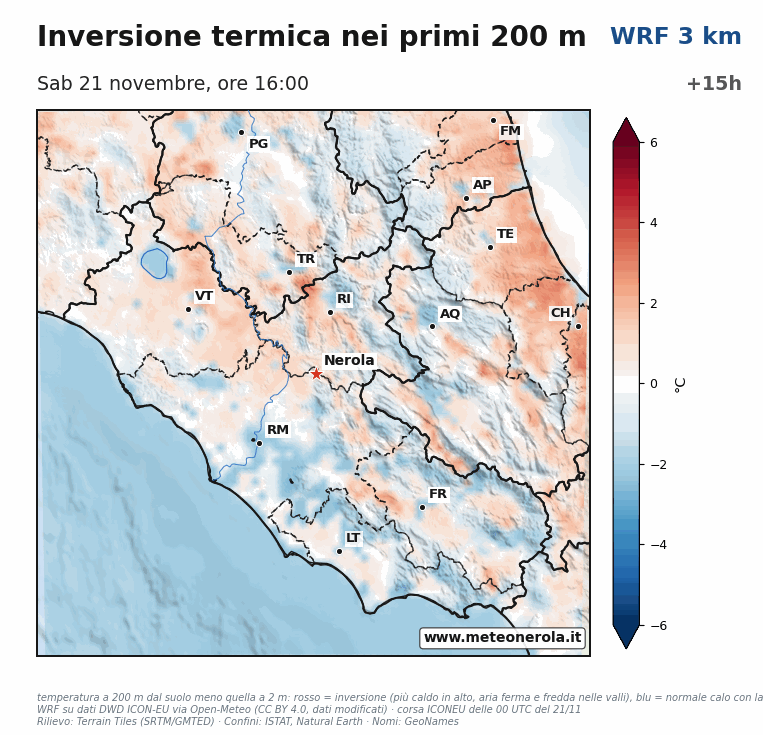 Inversione termica nei primi 200 m WRF 3 km
Sab 21 novembre, ore 16:00 +15h
FM
PG
AP
TE
TR
VT
RI
AQ
CH
Nerola
RM
FR
LT
www.meteonerola.it
6
4
2
0
−2
−4
−6
°C
temperatura a 200 m dal suolo meno quella a 2 m: rosso = inversione (più caldo in alto, aria ferma e fredda nelle valli), blu = normale calo con la
WRF su dati DWD ICON-EU via Open-Meteo (CC BY 4.0, dati modificati) · corsa ICONEU delle 00 UTC del 21/11
Rilievo: Terrain Tiles (SRTM/GMTED) · Confini: ISTAT, Natural Earth · Nomi: GeoNames